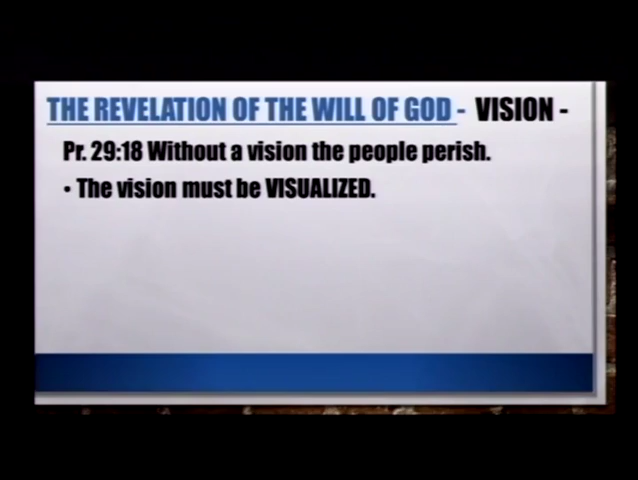 THE REVELATION OF THE WILL OF GOD - VISION -
Pr. 29:18 Without a vision the people perish.
• The vision must be VISUALIZED.